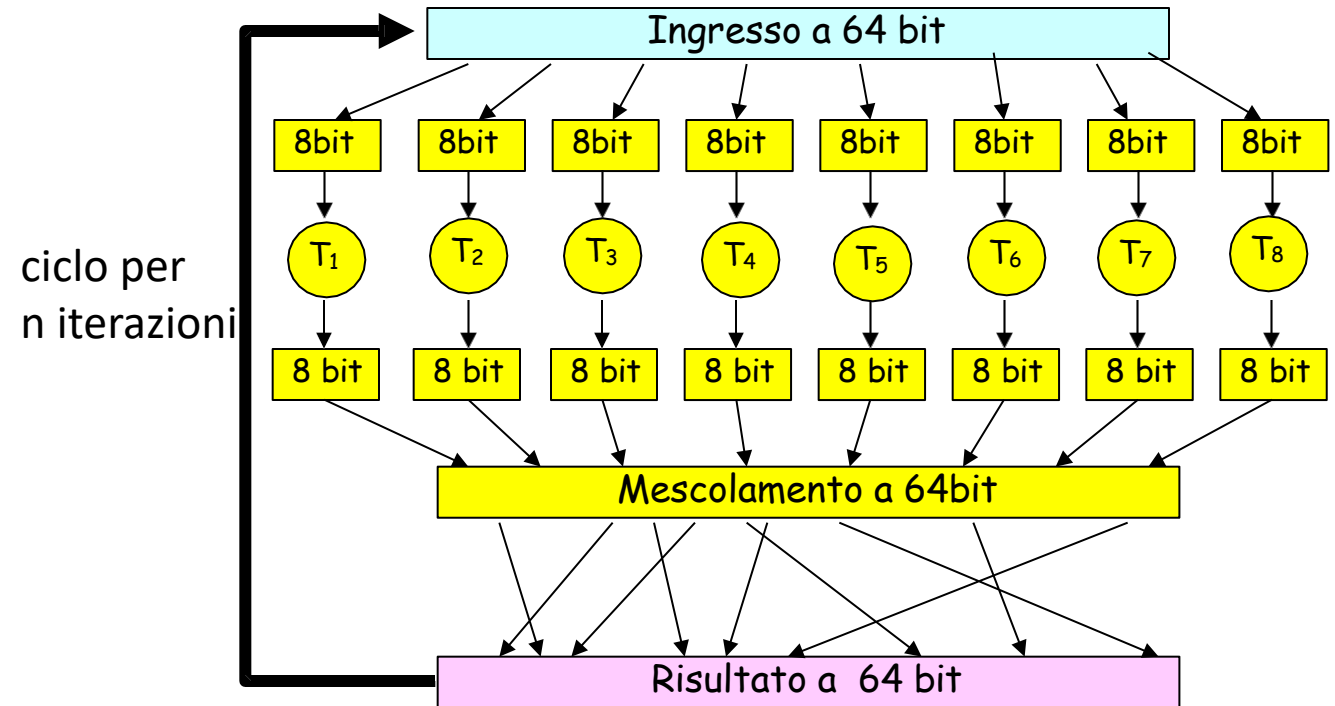 Ingresso a 64 bit
8bit 8bit 8bit 8bit 8bit 8bit 8bit 8bit
T₁ T₂ T₃ T₄ T₅ T₆ T₇ T₈
ciclo per
n iterazioni
8 bit 8 bit 8 bit 8 bit 8 bit 8 bit 8 bit 8 bit
Mescolamento a 64bit
Risultato a 64 bit